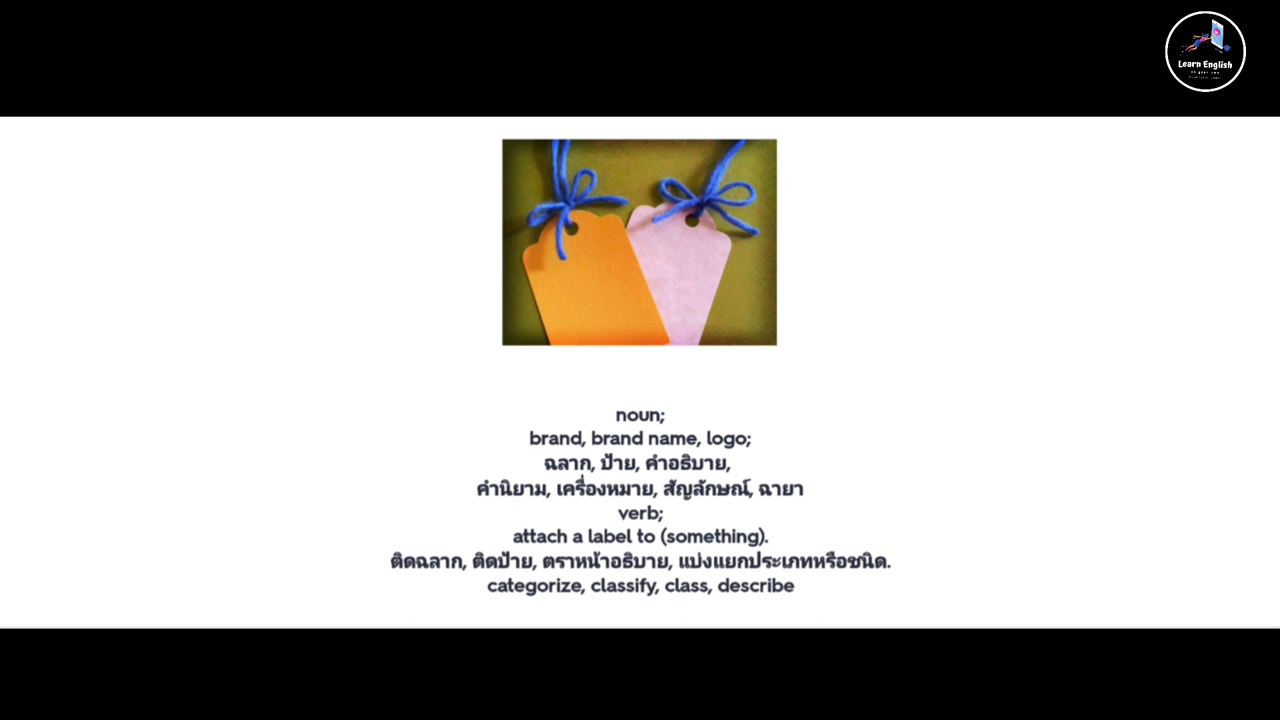 Learn English
noun;
brand, brand name, logo;
ฉลาก, ป้าย, คำอธิบาย,
คำนิยาม, เครื่องหมาย, สัญลักษณ์, ฉายา
verb;
attach a label to (something).
ติดฉลาก, ติดป้าย, ตราหน้าอธิบาย, แบ่งแยกประเภทหรือชนิด.
categorize, classify, class, describe